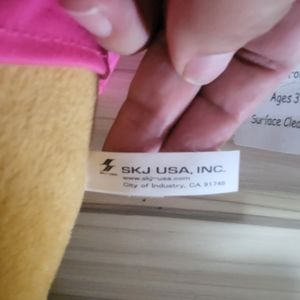 Ages 3
Surface Clea
SKJ USA, INC.
www.skj-usa.com
City of Industry, CA 91748